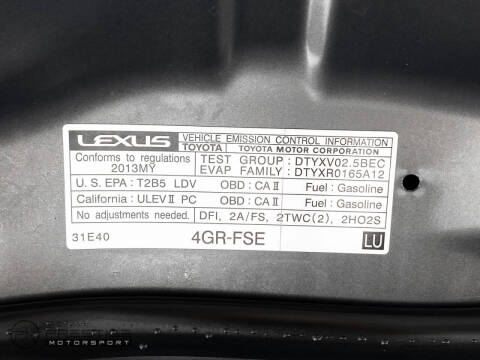 LEXUS VEHICLE EMISSION CONTROL INFORMATION
TOYOTA TOYOTA MOTOR CORPORATION
Conforms to regulations TEST GROUP : DTYXV02.5BEC
2013MY EVAP FAMILY : DTYXR0165A12
U. S. EPA : T2B5 LDV OBD : CA II Fuel : Gasoline
California : ULEV II PC OBD : CA II Fuel : Gasoline
No adjustments needed. DFI, 2A/FS, 2TWC(2), 2HO2S
31E40 4GR-FSE LU
MOTORSPORT